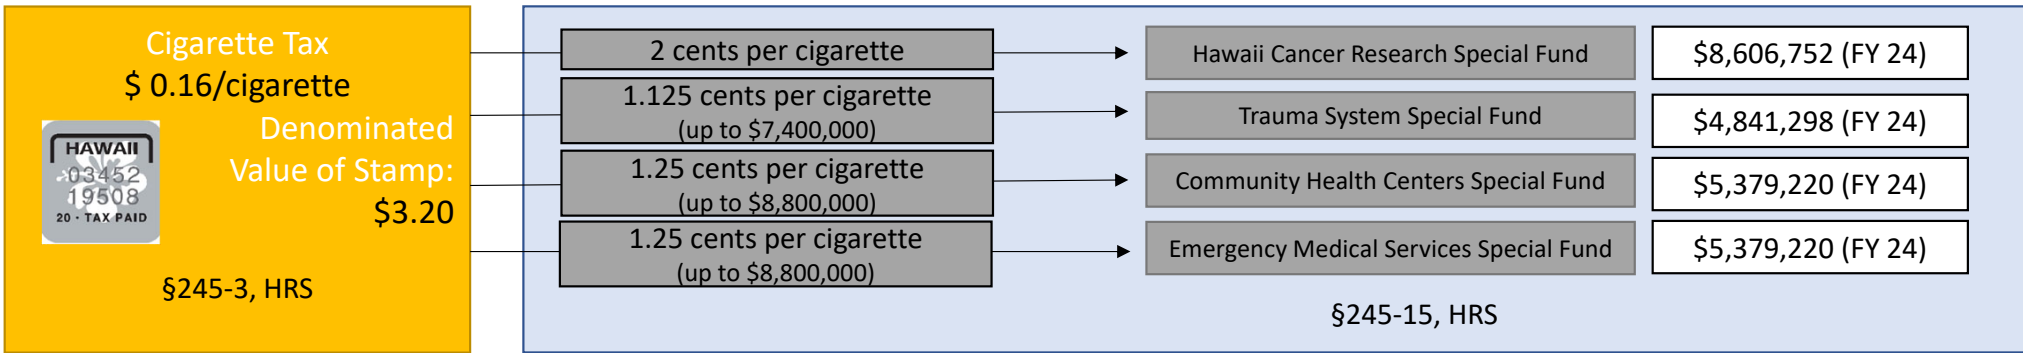 Cigarette Tax
$ 0.16/cigarette
Denominated
Value of Stamp:
$3.20
HAWAII
03452
19508
20 · TAX PAID
§245-3, HRS
2 cents per cigarette
Hawaii Cancer Research Special Fund
$8,606,752 (FY 24)
1.125 cents per cigarette
(up to $7,400,000)
Trauma System Special Fund
$4,841,298 (FY 24)
1.25 cents per cigarette
(up to $8,800,000)
Community Health Centers Special Fund
$5,379,220 (FY 24)
1.25 cents per cigarette
(up to $8,800,000)
Emergency Medical Services Special Fund
$5,379,220 (FY 24)
§245-15, HRS